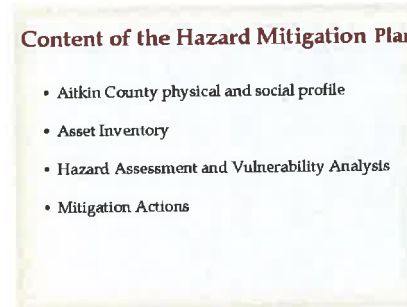 Content of the Hazard Mitigation Plan
• Aitkin County physical and social profile
• Asset Inventory
• Hazard Assessment and Vulnerability Analysis
• Mitigation Actions